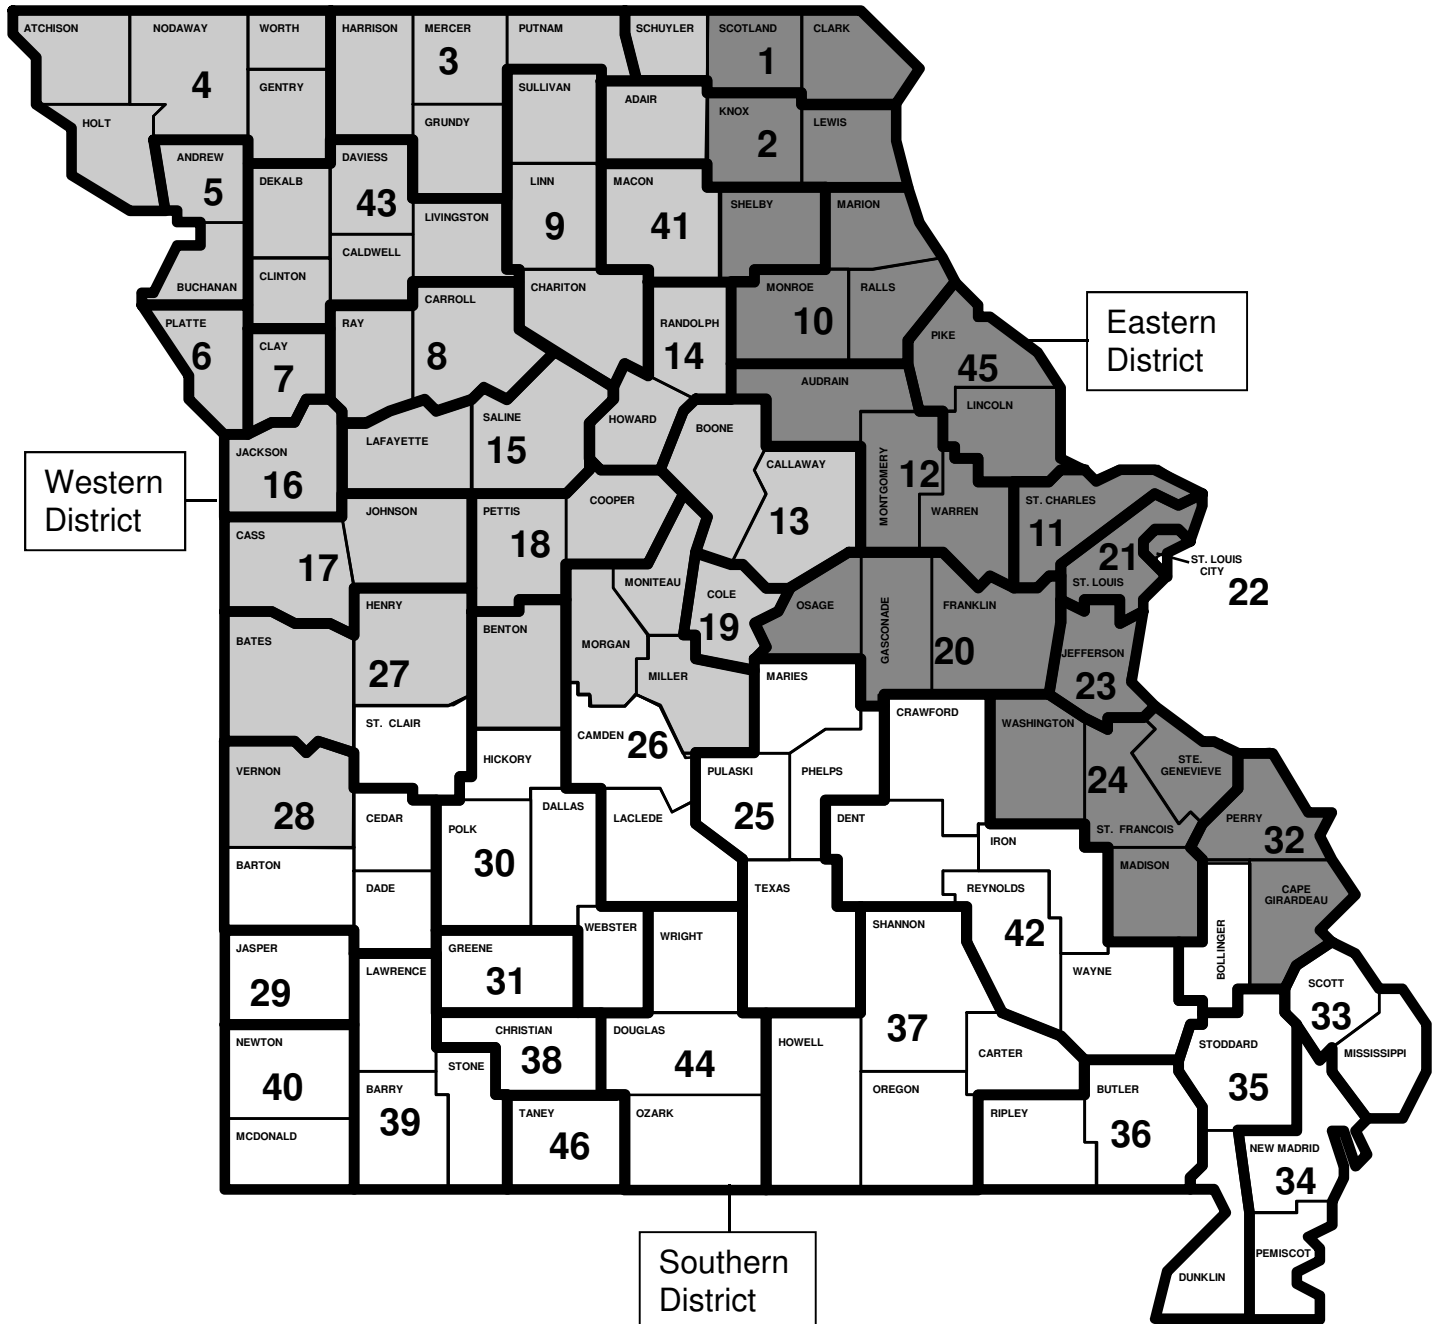 ATCHISON
NODAWAY
WORTH
HARRISON
MERCER
PUTNAM
SCHUYLER
SCOTLAND
CLARK
4
3
1
GENTRY
SULLIVAN
ADAIR
KNOX
LEWIS
HOLT
GRUNDY
2
ANDREW
DAVIESS
5
DEKALB
43
LINN
MACON
LIVINGSTON
9
41
SHELBY
MARION
CALDWELL
BUCHANAN
CLINTON
CARROLL
CHARITON
MONROE
RALLS
PLATTE
6
CLAY
7
RAY
8
RANDOLPH
14
10
PIKE
45
Eastern
District
AUDRAIN
LINCOLN
HOWARD
BOONE
LAFAYETTE
SALINE
15
JACKSON
16
CALLAWAY
13
MONTGOMERY
12
Western
District
JOHNSON
PETTIS
18
COOPER
WARREN
ST. CHARLES
11
CASS
17
21
ST. LOUIS
ST. LOUIS
CITY
22
MONITEAU
COLE
19
HENRY
27
BENTON
OSAGE
GASCONADE
FRANKLIN
20
BATES
MORGAN
MILLER
MARIES
JEFFERSON
23
ST. CLAIR
CAMDEN
26
CRAWFORD
WASHINGTON
HICKORY
VERNON
28
PULASKI
25
PHELPS
STE.
GENEVIEVE
24
CEDAR
POLK
30
DALLAS
LACLEDE
DENT
IRON
ST. FRANCOIS
PERRY
32
BARTON
DADE
TEXAS
REYNOLDS
MADISON
CAPE
GIRARDEAU
WEBSTER
WRIGHT
SHANNON
42
BOLLINGER
JASPER
29
GREENE
31
LAWRENCE
WAYNE
SCOTT
33
NEWTON
40
CHRISTIAN
38
DOUGLAS
44
HOWELL
37
CARTER
STODDARD
35
MISSISSIPPI
STONE
BARRY
39
OREGON
BUTLER
36
TANEY
46
OZARK
RIPLEY
MCDONALD
NEW MADRID
34
Southern
District
PEMISCOT
DUNKLIN